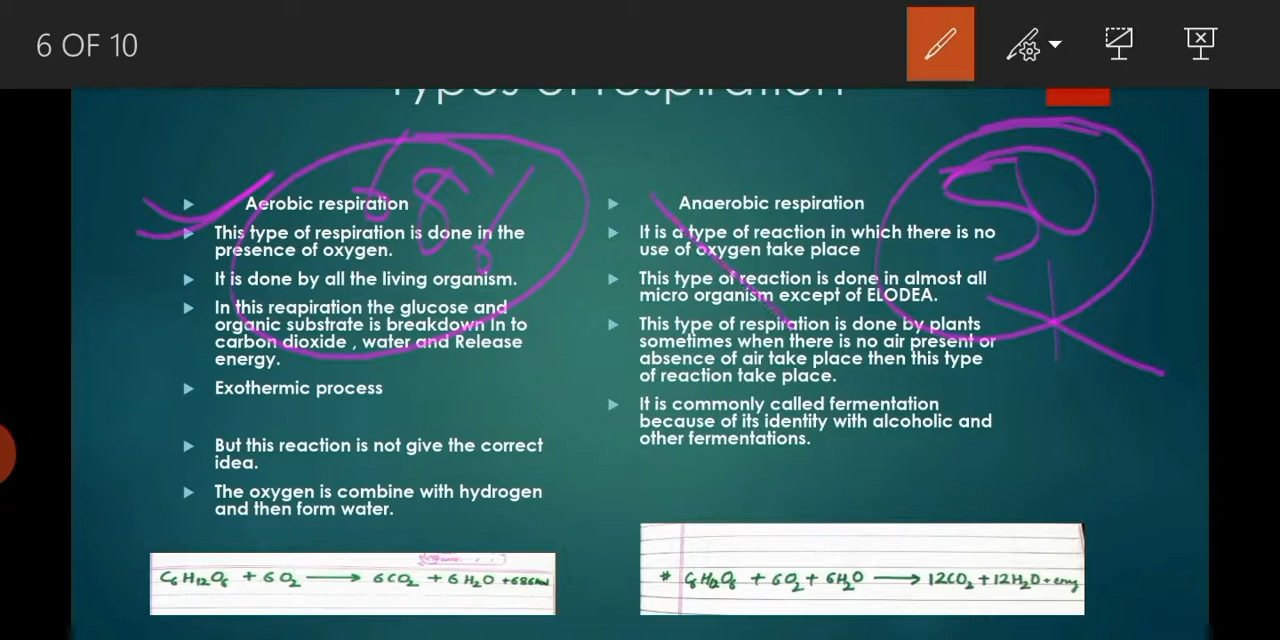 6 OF 10
Types of respiration
Aerobic respiration
This type of respiration is done in the
presence of oxygen.
It is done by all the living organism.
In this reapiration the glucose and
organic substrate is breakdown In to
carbon dioxide , water and Release
energy.
Exothermic process
But this reaction is not give the correct
idea.
The oxygen is combine with hydrogen
and then form water.
C6H12O6 + 6O2 ⟶ 6CO2 + 6H2O
Anaerobic respiration
It is a type of reaction in which there is no
use of oxygen take place
This type of reaction is done in almost all
micro organism except of ELODEA.
This type of respiration is done by plants
sometimes when there is no air present or
absence of air take place then this type
of reaction take place.
It is commonly called fermentation
because of its identity with alcoholic and
other fermentations.
* C6H12O6 + 6O2 + 6H2O ⟶ 12CO2 + 12H2O +